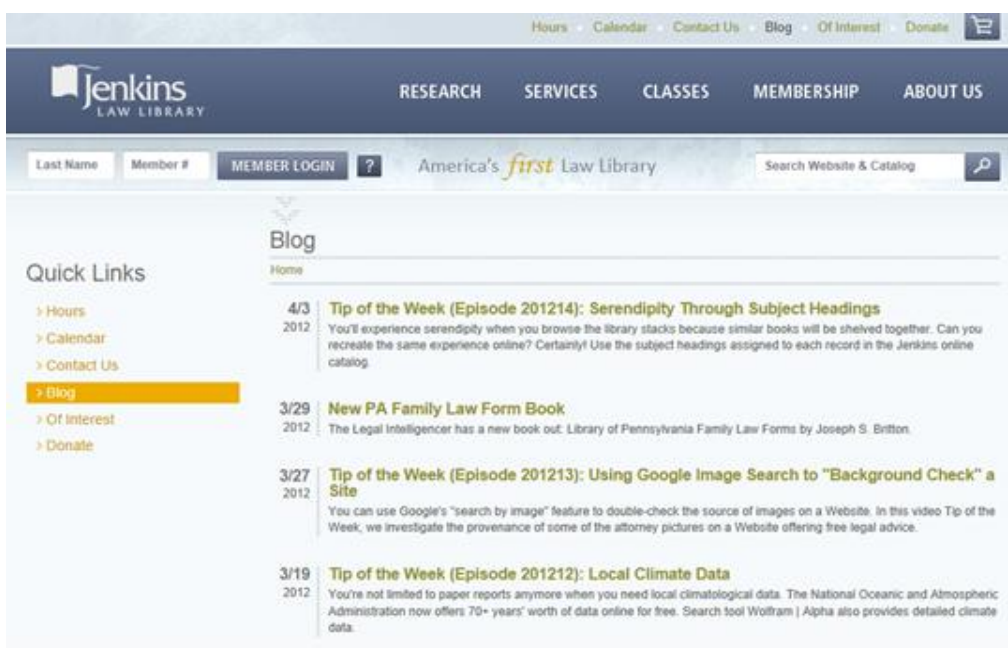 Hours Calendar Contact Us Blog Of Interest Donate
Jenkins
LAW LIBRARY
RESEARCH SERVICES CLASSES MEMBERSHIP ABOUT US
Last Name Member # MEMBER LOGIN ? America's first Law Library Search Website & Catalog
Blog
Home
Quick Links
> Hours
> Calendar
> Contact Us
> Blog
> Of Interest
> Donate
4/3 Tip of the Week (Episode 201214): Serendipity Through Subject Headings
2012 You'll experience serendipity when you browse the library stacks because similar books will be shelved together. Can you
recreate the same experience online? Certainly! Use the subject headings assigned to each record in the Jenkins online
catalog.
3/29 New PA Family Law Form Book
2012 The Legal Intelligencer has a new book out: Library of Pennsylvania Family Law Forms by Joseph S. Britton.
3/27 Tip of the Week (Episode 201213): Using Google Image Search to "Background Check" a
2012 Site
You can use Google's "search by image" feature to double-check the source of images on a Website. In this video Tip of the
Week, we investigate the provenance of some of the attorney pictures on a Website offering free legal advice.
3/19 Tip of the Week (Episode 201212): Local Climate Data
2012 You're not limited to paper reports anymore when you need local climatological data. The National Oceanic and Atmospheric
Administration now offers 70+ years' worth of data online for free. Search tool Wolfram | Alpha also provides detailed climate
data.